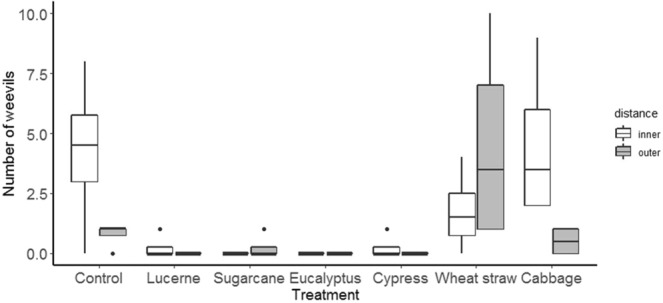 10.0
7.5
5.0
2.5
0.0
Number of weevils
Control Lucerne Sugarcane Eucalyptus Cypress Wheat straw Cabbage
Treatment
distance
inner
outer